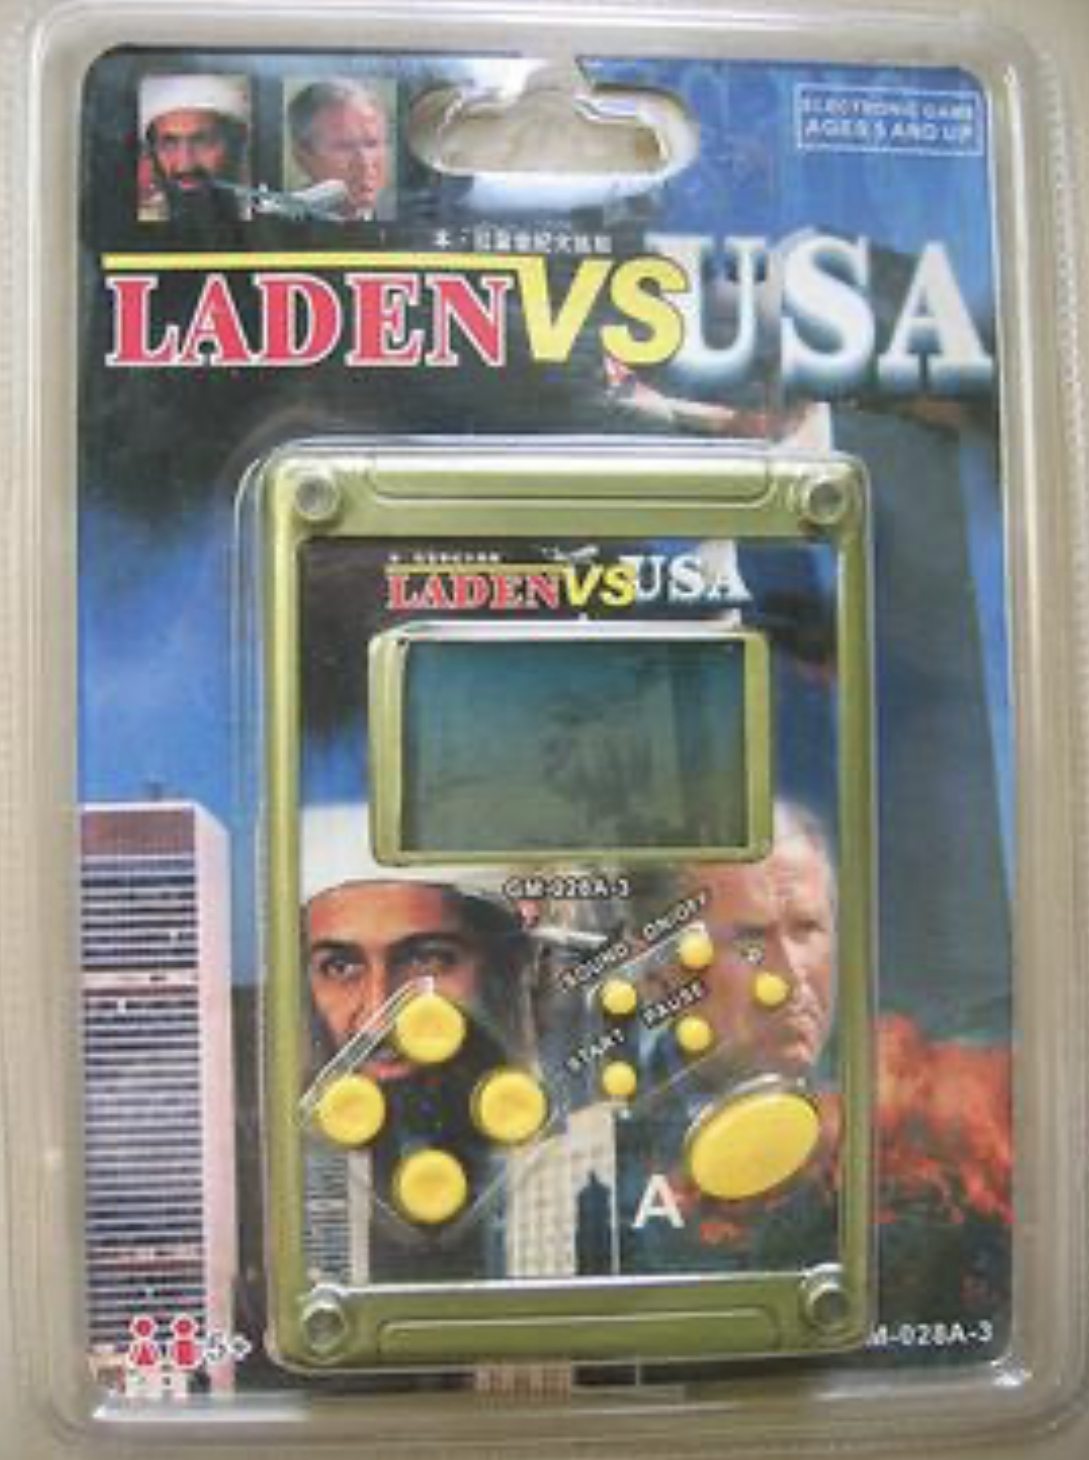 ELECTRONIC GAME
AGES 5 AND UP
LADEN VS USA
LADEN VS USA
GM-028A-3
SOUND ON/OFF
START PAUSE
A
5+
M-028A-3